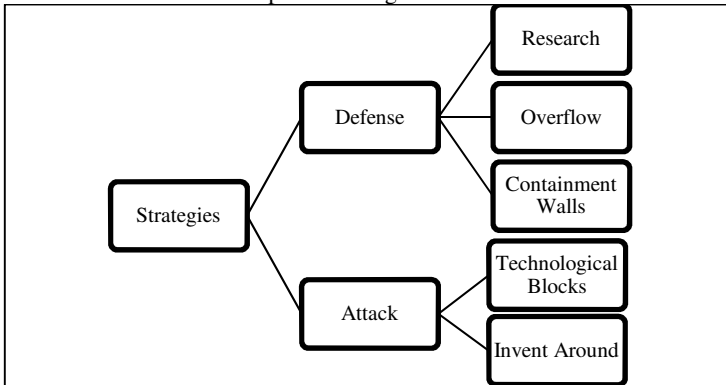 Research
Defense
Overflow
Containment
Walls
Strategies
Technological
Blocks
Attack
Invent Around